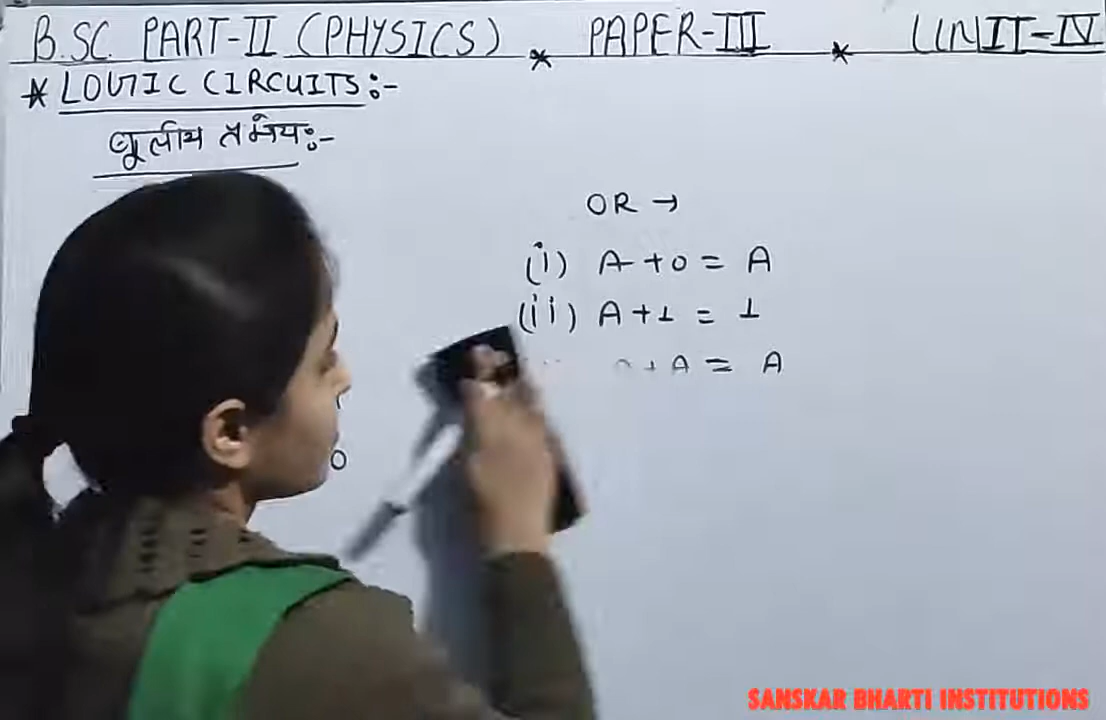 B.SC. PART-II (PHYSICS) * PAPER-III * UNIT-IV
* LOGIC CIRCUITS:-
बूलीय प्रमेय:-
OR →
(i) A+0 = A
(ii) A+1 = 1
A = A
0
SANSKAR BHARTI INSTITUTIONS